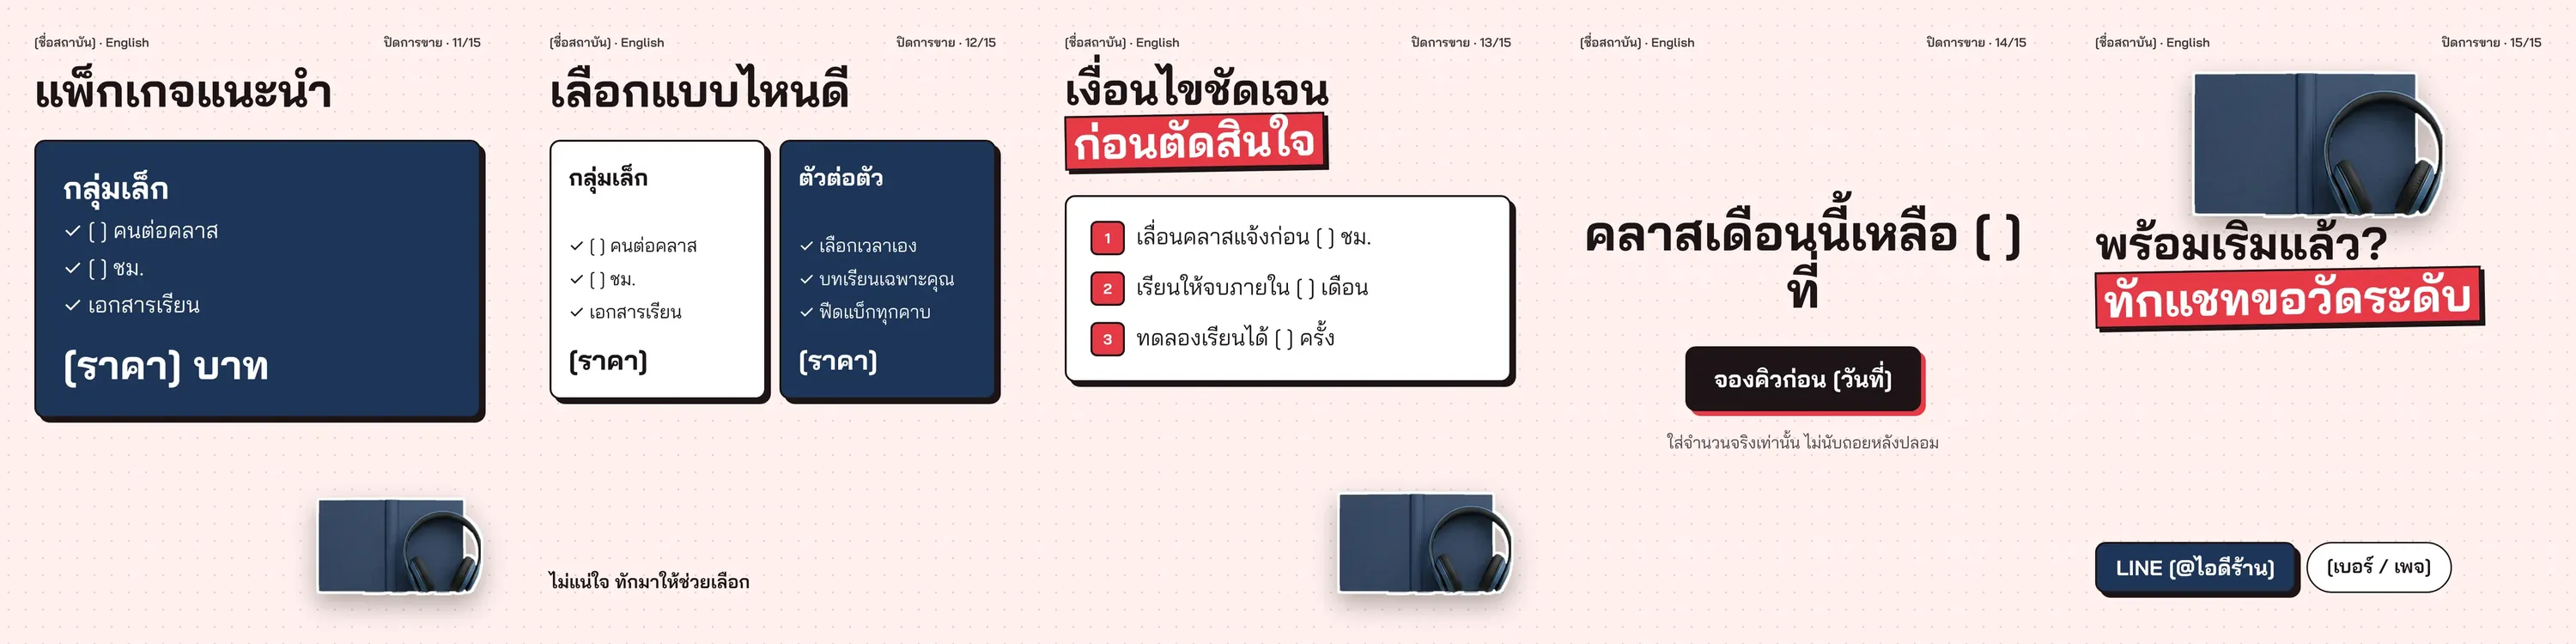 [ชื่อสถาบัน] · English
ปิดการขาย · 11/15
แพ็กเกจแนะนำ
กลุ่มเล็ก
✓ [ ] คนต่อคลาส
✓ [ ] ชม.
✓ เอกสารเรียน
[ราคา] บาท
[ชื่อสถาบัน] · English
ปิดการขาย · 12/15
เลือกแบบไหนดี
กลุ่มเล็ก
✓ [ ] คนต่อคลาส
✓ [ ] ชม.
✓ เอกสารเรียน
[ราคา]
ตัวต่อตัว
✓ เลือกเวลาเอง
✓ บทเรียนเฉพาะคุณ
✓ ฟีดแบ็กทุกคาบ
[ราคา]
ไม่แน่ใจ ทักมาให้ช่วยเลือก
[ชื่อสถาบัน] · English
ปิดการขาย · 13/15
เงื่อนไขชัดเจน
ก่อนตัดสินใจ
1 เลื่อนคลาสแจ้งก่อน [ ] ชม.
2 เรียนให้จบภายใน [ ] เดือน
3 ทดลองเรียนได้ [ ] ครั้ง
[ชื่อสถาบัน] · English
ปิดการขาย · 14/15
คลาสเดือนนี้เหลือ [ ]
ที่
จองคิวก่อน [วันที่]
ใส่จำนวนจริงเท่านั้น ไม่นับถอยหลังปลอม
[ชื่อสถาบัน] · English
ปิดการขาย · 15/15
พร้อมเริ่มแล้ว?
ทักแชทขอวัดระดับ
LINE [@ไอดีร้าน]
[เบอร์ / เพจ]